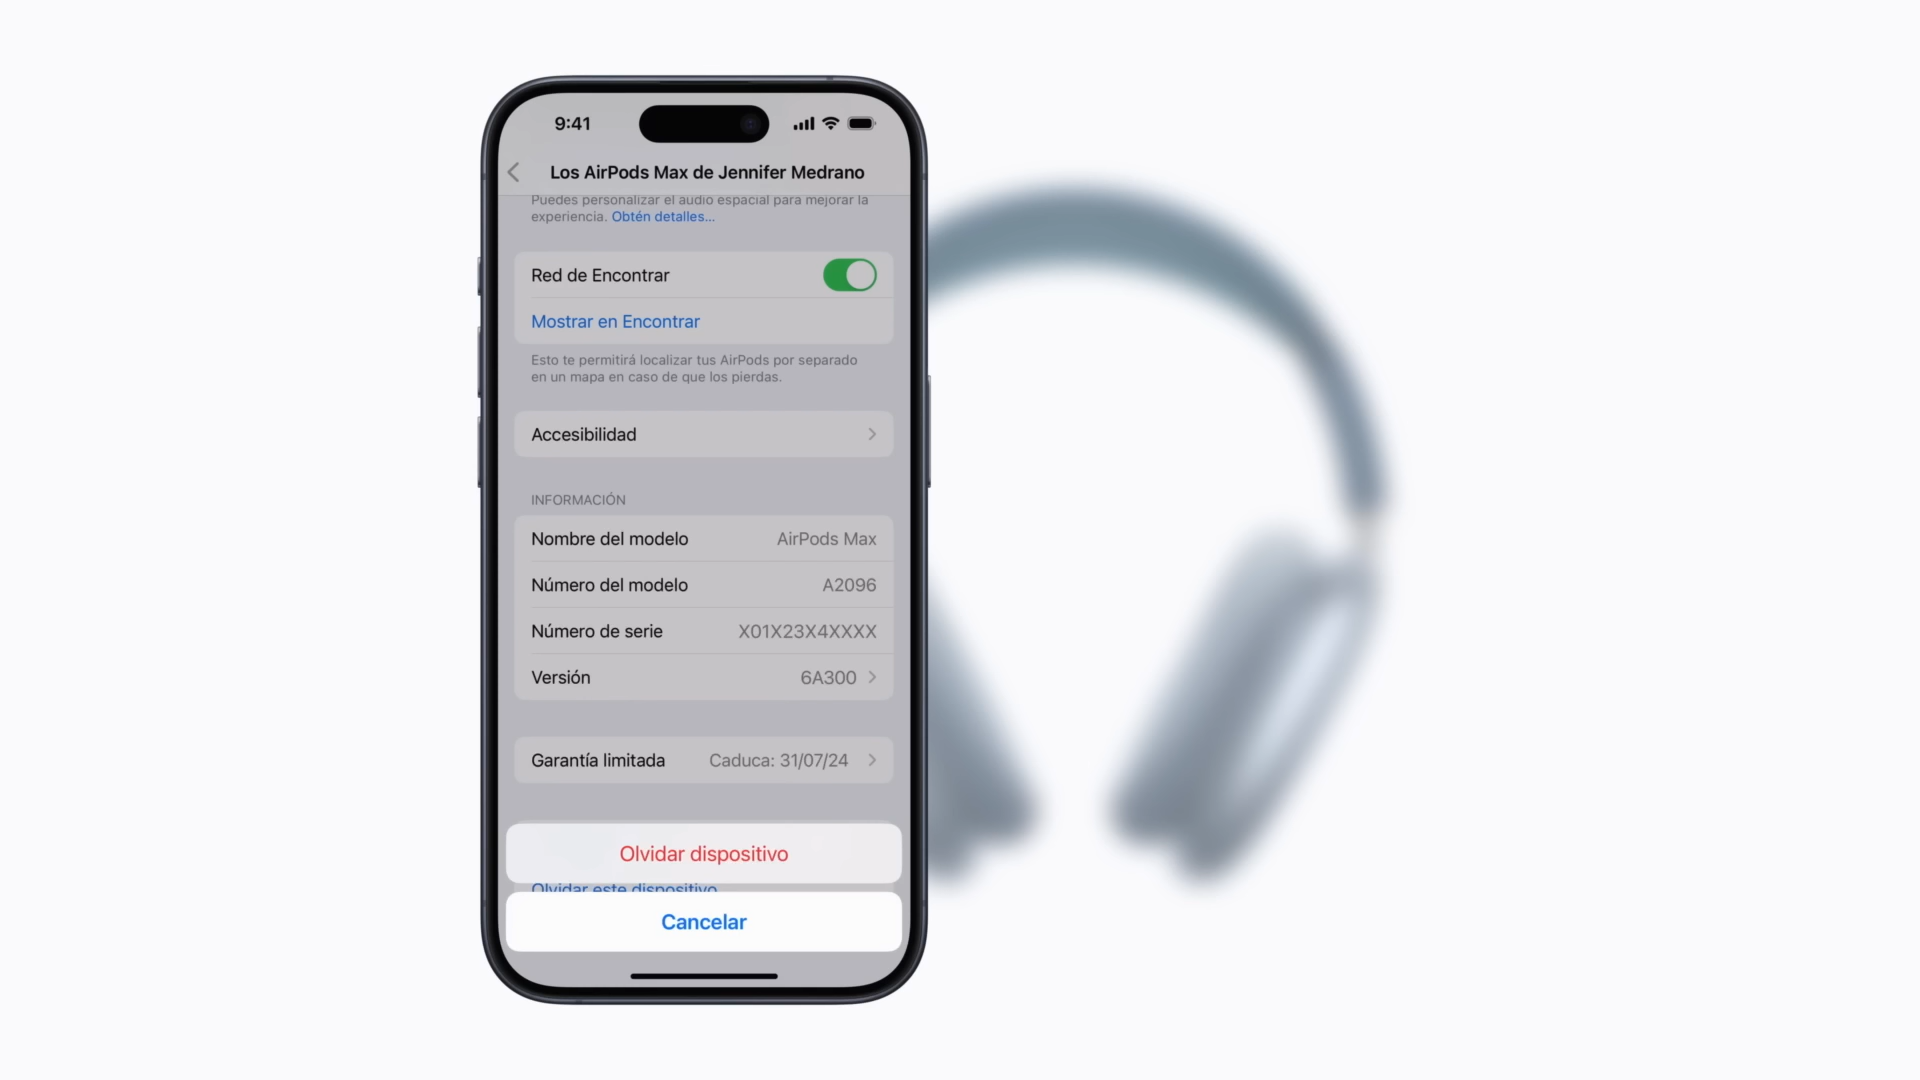 9:41
Los AirPods Max de Jennifer Medrano
Puedes personalizar el audio espacial para mejorar la
experiencia. Obtén detalles...
Red de Encontrar
Mostrar en Encontrar
Esto te permitirá localizar tus AirPods por separado
en un mapa en caso de que los pierdas.
Accesibilidad
INFORMACIÓN
Nombre del modelo AirPods Max
Número del modelo A2096
Número de serie X01X23X4XXXX
Versión 6A300
Garantía limitada Caduca: 31/07/24
Olvidar dispositivo
Olvidar este dispositivo
Cancelar